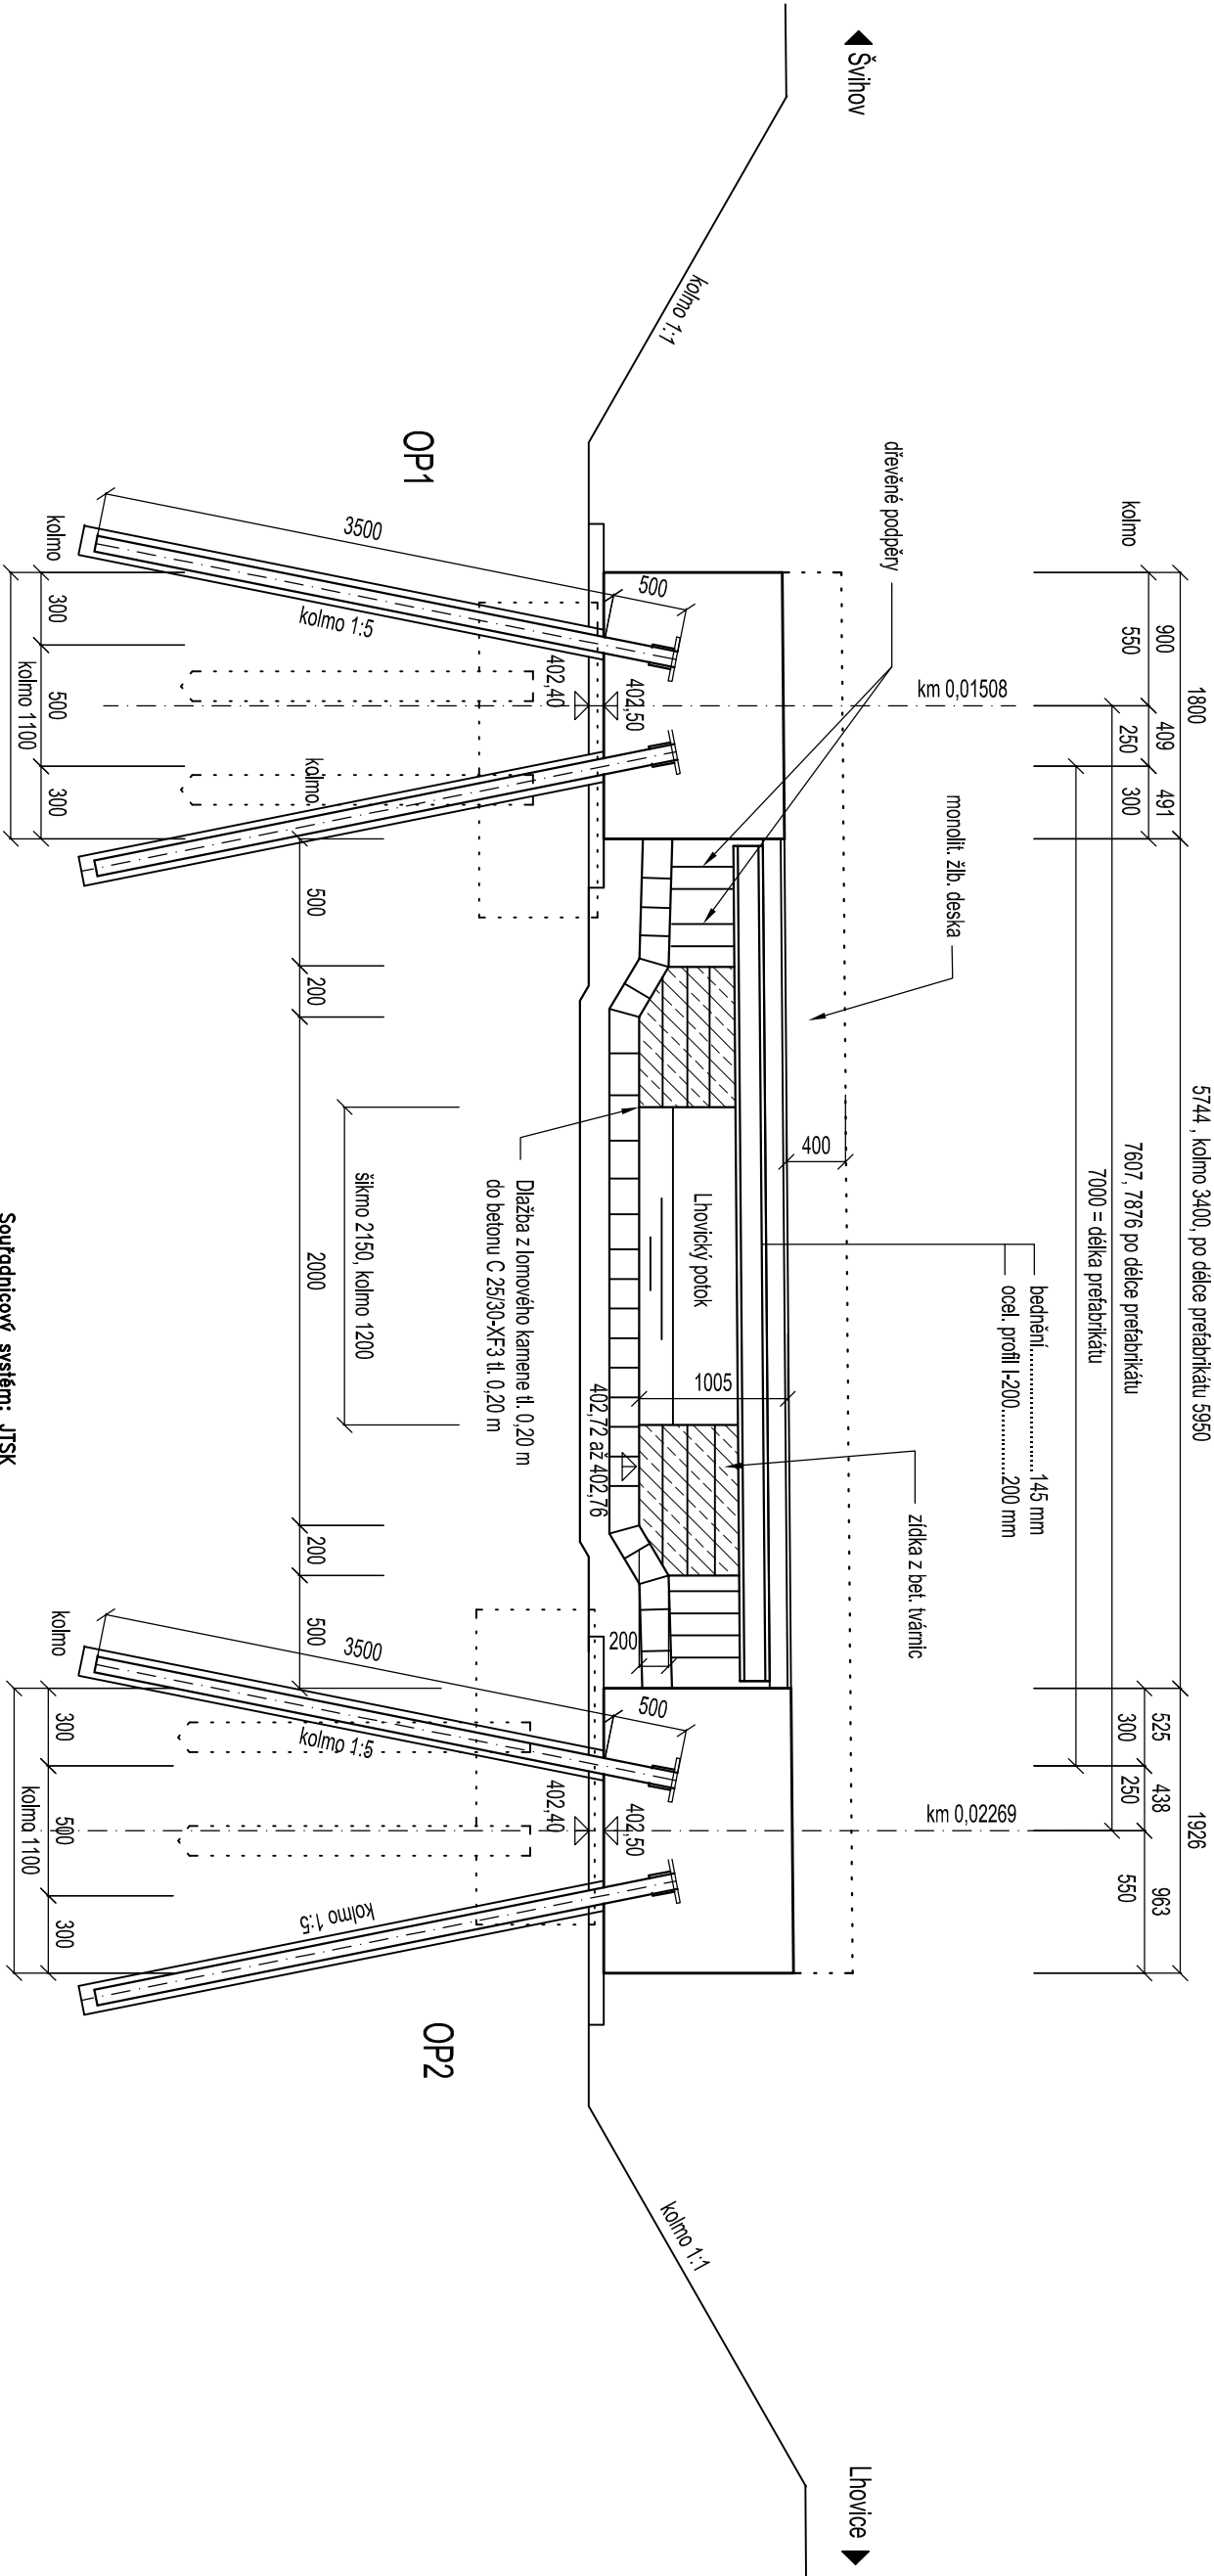 Švihov
Lhovice
1800
5744 , kolmo 3400, po délce prefabrikátu 5950
1926
kolmo
900
409
491
525
438
963
550
250
300
300
250
550
7607, 7876 po délce prefabrikátu
7000 = délka prefabrikátu
km 0,01508
km 0,02269
bednění..............145 mm
ocel. profil I-200..............200 mm
dřevěné podpěry
monolit. žlb. deska
zídka z bet. tvárnic
400
kolmo 1:1
kolmo 1:1
Lhovický potok
1005
500
500
402,50
402,50
402,72 až 402,76
200
402,40
402,40
Dlažba z lomového kamene tl. 0,20 m
do betonu C 25/30-XF3 tl. 0,20 m
OP1
OP2
3500
3500
kolmo 1:5
kolmo
kolmo 1:5
kolmo 1:5
šikmo 2150, kolmo 1200
500
200
2000
200
500
kolmo
300
500
300
kolmo
300
500
300
kolmo 1100
kolmo 1100
Souřadnicový systém: JTSK